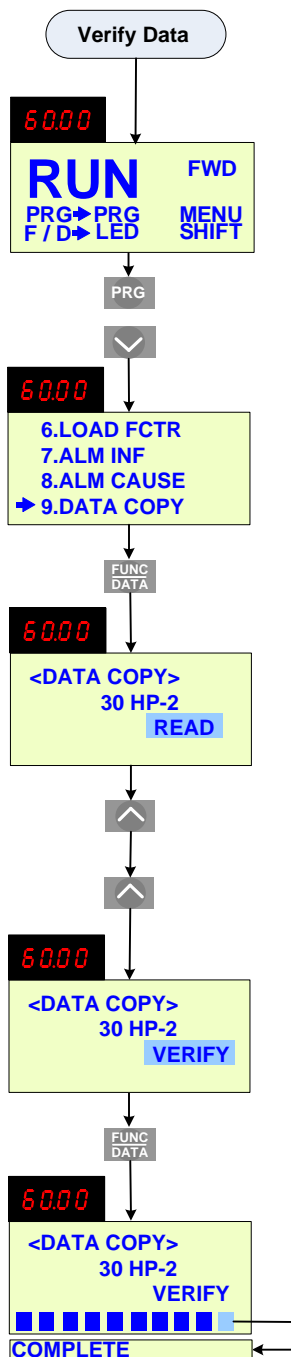 Verify Data
60.00
RUN FWD
PRG➔PRG MENU
F / D➔LED SHIFT
PRG
60.00
6.LOAD FCTR
7.ALM INF
8.ALM CAUSE
➔ 9.DATA COPY
FUNC
DATA
60.00
<DATA COPY>
30 HP-2
READ
60.00
<DATA COPY>
30 HP-2
VERIFY
FUNC
DATA
60.00
<DATA COPY>
30 HP-2
VERIFY
COMPLETE